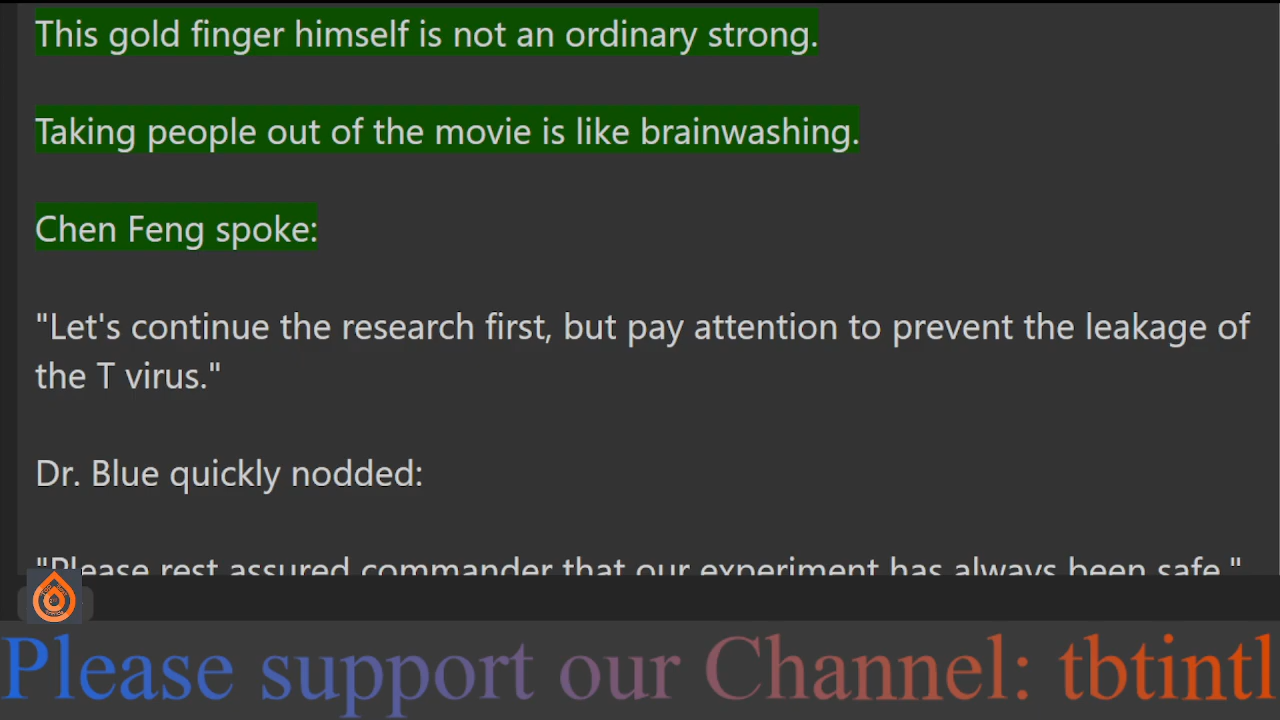 This gold finger himself is not an ordinary strong.
Taking people out of the movie is like brainwashing.
Chen Feng spoke:
"Let's continue the research first, but pay attention to prevent the leakage of
the T virus."
Dr. Blue quickly nodded:
"Please rest assured commander that our experiment has always been safe."
Please support our Channel: tbtintl